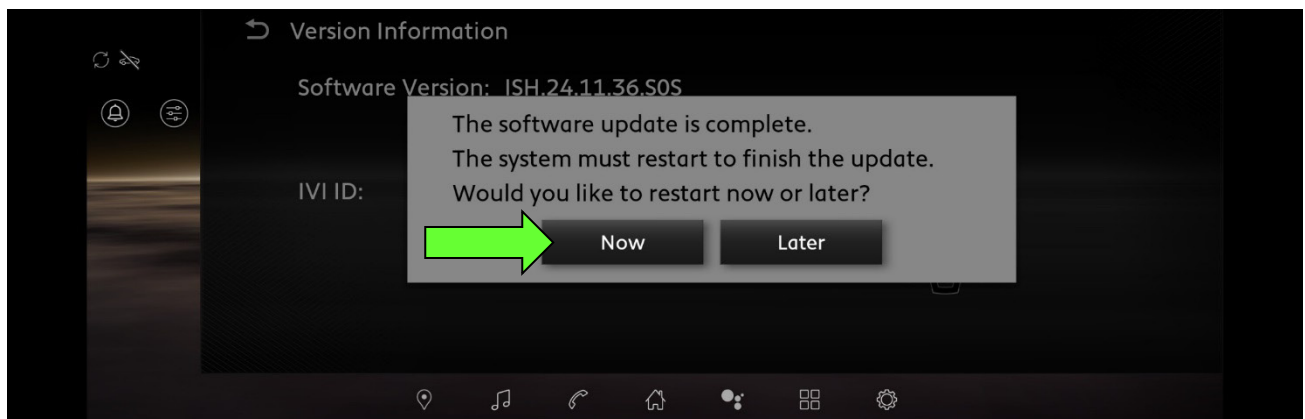 Version Information
Software Version: ISH.24.11.36.S0S
The software update is complete.
The system must restart to finish the update.
IVI ID:
Would you like to restart now or later?
Now
Later